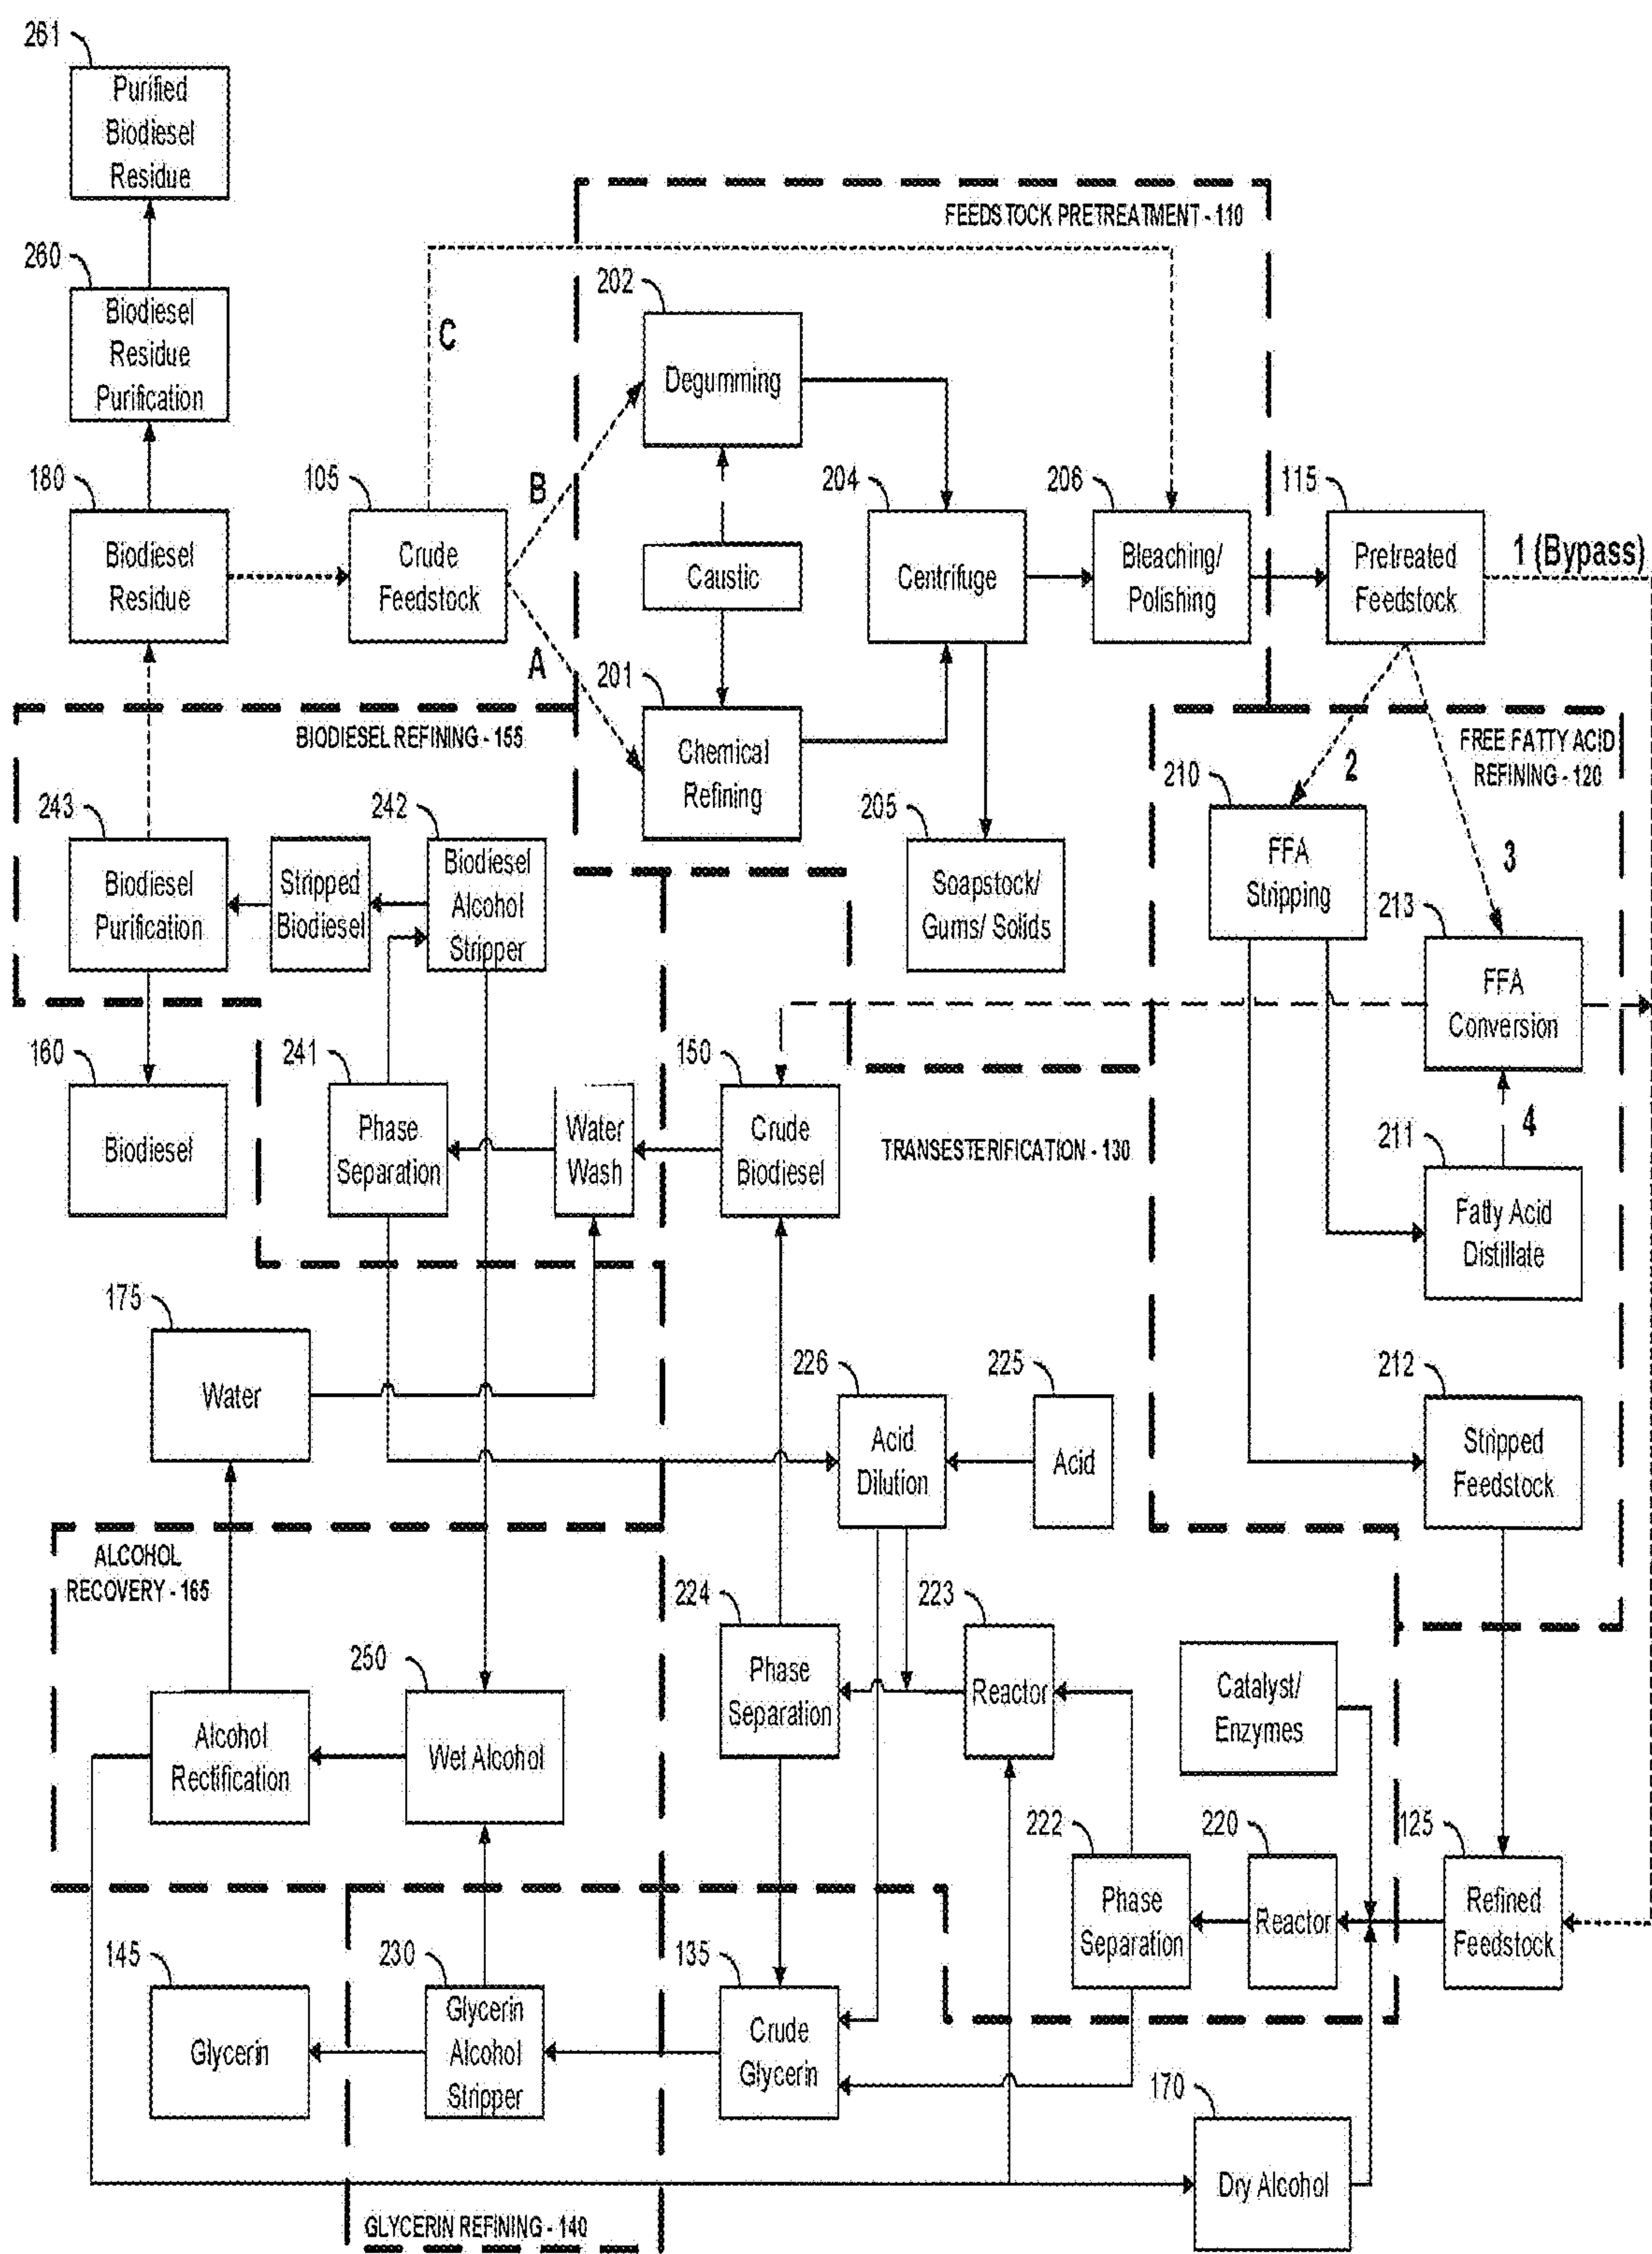 261
Purified
Biodiesel
Residue
260
Biodiesel
Residue
Purification
FEEDSTOCK PRETREATMENT - 110
202
Degumming
C
B
A
180
Biodiesel
Residue
105
Crude
Feedstock
Caustic
204
Centrifuge
206
Bleaching/
Polishing
115
Pretreated
Feedstock
1 (Bypass)
201
Chemical
Refining
205
Soapstock/
Gums/ Solids
BIODIESEL REFINING - 155
243
Biodiesel
Purification
Stripped
Biodiesel
242
Biodiesel
Alcohol
Stripper
FREE FATTY ACID
REFINING - 120
2
3
210
FFA
Stripping
213
FFA
Conversion
4
211
Fatty Acid
Distillate
212
Stripped
Feedstock
160
Biodiesel
241
Phase
Separation
Water
Wash
150
Crude
Biodiesel
TRANSESTERIFICATION - 130
175
Water
226
Acid
Dilution
225
Acid
ALCOHOL
RECOVERY - 165
Alcohol
Rectification
250
Wet Alcohol
224
Phase
Separation
223
Reactor
Catalyst/
Enzymes
222
Phase
Separation
220
Reactor
125
Refined
Feedstock
145
Glycerin
230
Glycerin
Alcohol
Stripper
135
Crude
Glycerin
170
Dry Alcohol
GLYCERIN REFINING - 140